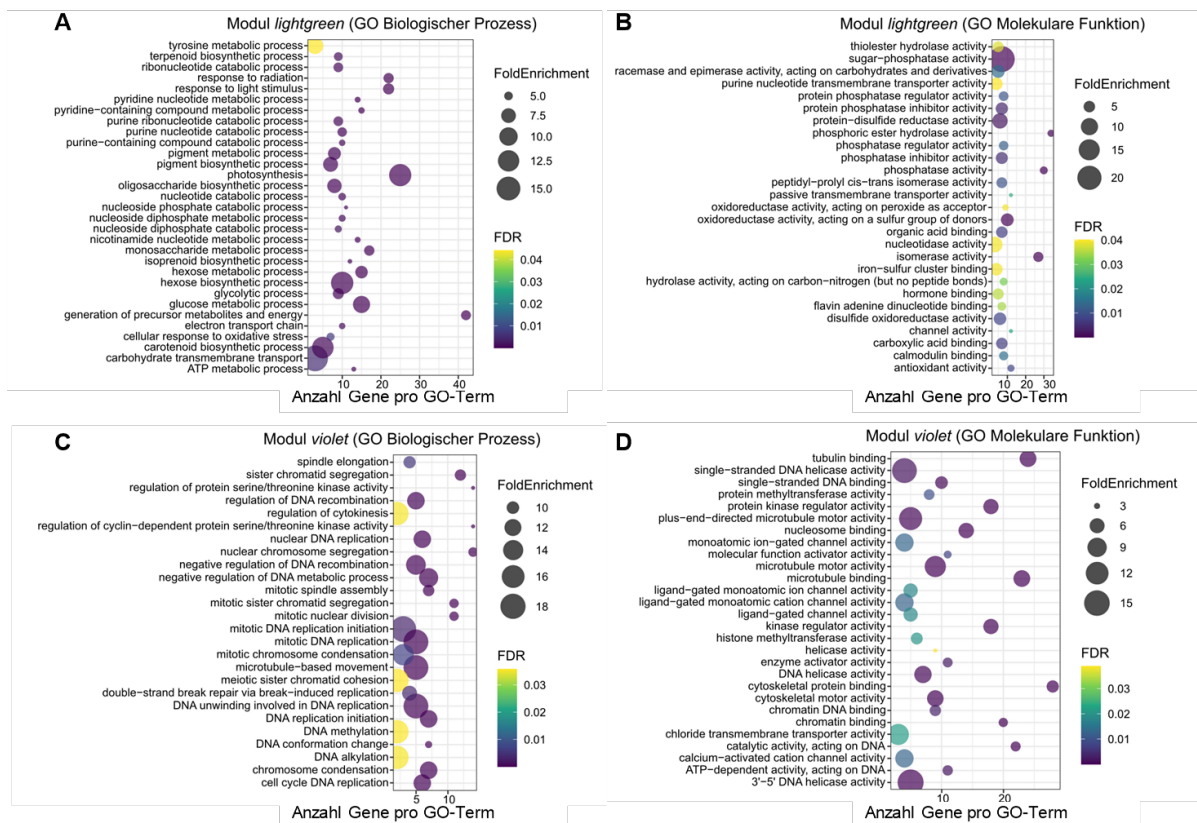 A
Modul lightgreen (GO Biologischer Prozess)
tyrosine metabolic process
terpenoid biosynthetic process
ribonucleotide catabolic process
response to radiation
response to light stimulus
pyridine nucleotide metabolic process
pyridine-containing compound metabolic process
purine ribonucleotide catabolic process
purine nucleotide catabolic process
purine-containing compound catabolic process
pigment metabolic process
pigment biosynthetic process
photosynthesis
oligosaccharide biosynthetic process
nucleotide catabolic process
nucleoside phosphate catabolic process
nucleoside diphosphate metabolic process
nucleoside diphosphate catabolic process
nicotinamide nucleotide metabolic process
monosaccharide metabolic process
isoprenoid biosynthetic process
hexose metabolic process
hexose biosynthetic process
glycolytic process
glucose metabolic process
generation of precursor metabolites and energy
electron transport chain
cellular response to oxidative stress
carotenoid biosynthetic process
carbohydrate transmembrane transport
ATP metabolic process
10 20 30 40
Anzahl Gene pro GO-Term
FoldEnrichment
5.0
7.5
10.0
12.5
15.0
FDR
0.04
0.03
0.02
0.01
B
Modul lightgreen (GO Molekulare Funktion)
thiolester hydrolase activity
sugar-phosphatase activity
racemase and epimerase activity, acting on carbohydrates and derivatives
purine nucleotide transmembrane transporter activity
protein phosphatase regulator activity
protein phosphatase inhibitor activity
protein-disulfide reductase activity
phosphoric ester hydrolase activity
phosphatase regulator activity
phosphatase inhibitor activity
phosphatase activity
peptidyl-prolyl cis-trans isomerase activity
passive transmembrane transporter activity
oxidoreductase activity, acting on peroxide as acceptor
oxidoreductase activity, acting on a sulfur group of donors
organic acid binding
nucleotidase activity
isomerase activity
iron-sulfur cluster binding
hydrolase activity, acting on carbon-nitrogen (but no peptide bonds)
hormone binding
flavin adenine dinucleotide binding
disulfide oxidoreductase activity
channel activity
carboxylic acid binding
calmodulin binding
antioxidant activity
10 20 30
Anzahl Gene pro GO-Term
FoldEnrichment
5
10
15
20
FDR
0.04
0.03
0.02
0.01
C
Modul violet (GO Biologischer Prozess)
spindle elongation
sister chromatid segregation
regulation of protein serine/threonine kinase activity
regulation of DNA recombination
regulation of cytokinesis
regulation of cyclin-dependent protein serine/threonine kinase activity
nuclear DNA replication
nuclear chromosome segregation
negative regulation of DNA recombination
negative regulation of DNA metabolic process
mitotic spindle assembly
mitotic sister chromatid segregation
mitotic nuclear division
mitotic DNA replication initiation
mitotic DNA replication
mitotic chromosome condensation
microtubule-based movement
meiotic sister chromatid cohesion
double-strand break repair via break-induced replication
DNA unwinding involved in DNA replication
DNA replication initiation
DNA methylation
DNA conformation change
DNA alkylation
chromosome condensation
cell cycle DNA replication
5 10
Anzahl Gene pro GO-Term
FoldEnrichment
10
12
14
16
18
FDR
0.03
0.02
0.01
D
Modul violet (GO Molekulare Funktion)
tubulin binding
single-stranded DNA helicase activity
single-stranded DNA binding
protein methyltransferase activity
protein kinase regulator activity
plus-end-directed microtubule motor activity
nucleosome binding
monoatomic ion-gated channel activity
molecular function activator activity
microtubule motor activity
microtubule binding
ligand-gated monoatomic ion channel activity
ligand-gated monoatomic cation channel activity
ligand-gated channel activity
kinase regulator activity
histone methyltransferase activity
helicase activity
enzyme activator activity
DNA helicase activity
cytoskeletal protein binding
cytoskeletal motor activity
chromatin DNA binding
chromatin binding
chloride transmembrane transporter activity
catalytic activity, acting on DNA
calcium-activated cation channel activity
ATP-dependent activity, acting on DNA
3'-5' DNA helicase activity
10 20
Anzahl Gene pro GO-Term
FoldEnrichment
3
6
9
12
15
FDR
0.03
0.02
0.01